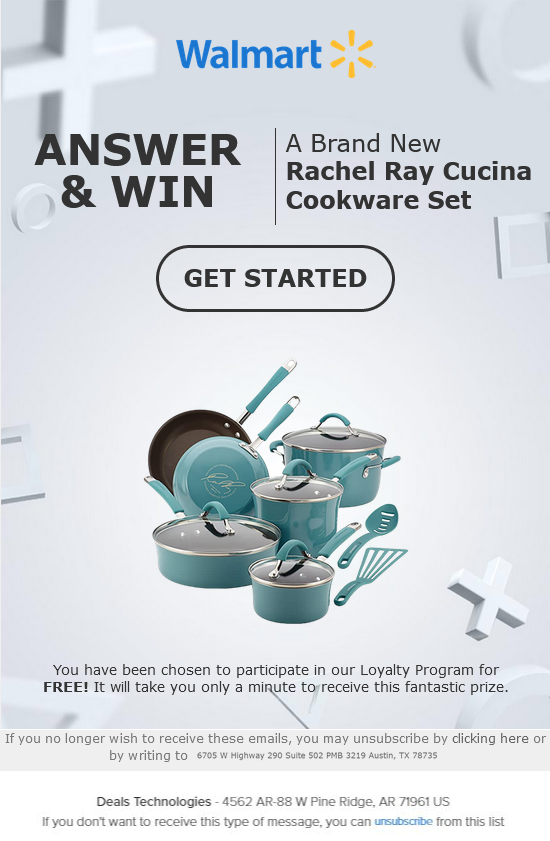 Walmart
ANSWER
& WIN
A Brand New
Rachel Ray Cucina
Cookware Set
GET STARTED
You have been chosen to participate in our Loyalty Program for
FREE! It will take you only a minute to receive this fantastic prize.
If you no longer wish to receive these emails, you may unsubscribe by clicking here or
by writing to 6705 W Highway 290 Suite 502 PMB 3219 Austin, TX 78735
Deals Technologies - 4562 AR-88 W Pine Ridge, AR 71961 US
If you don't want to receive this type of message, you can unsubscribe from this list